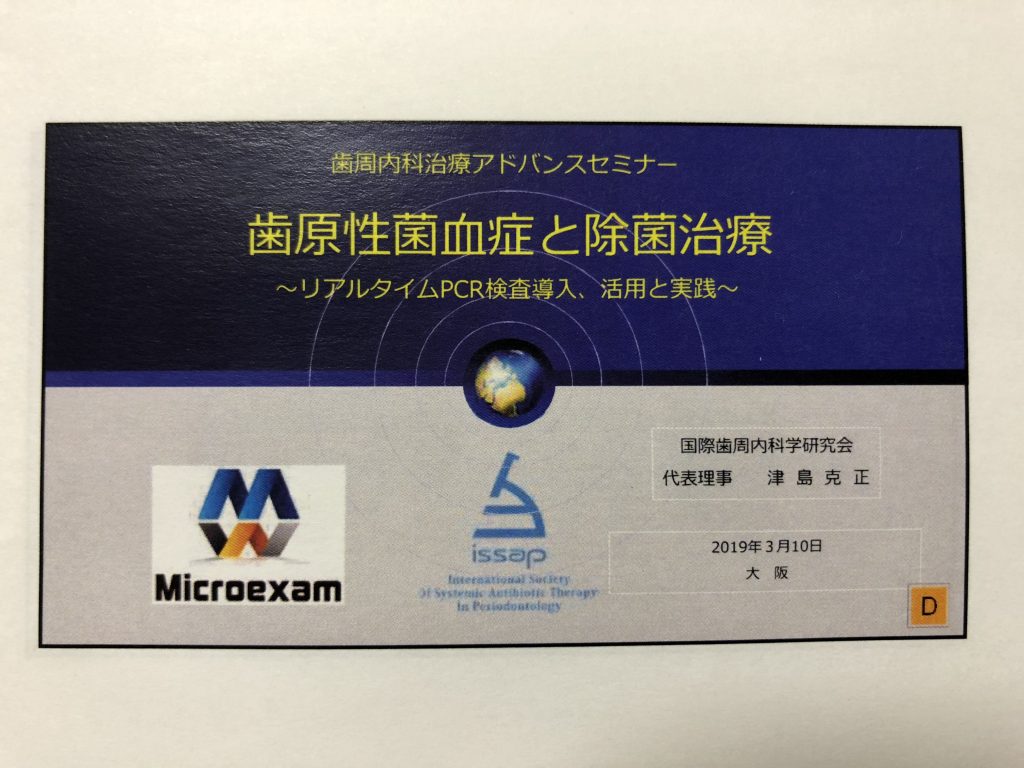 歯周内科治療アドバンスセミナー
歯原性菌血症と除菌治療
～リアルタイムPCR検査導入、活用と実践～
国際歯周内科学研究会
代表理事　津 島 克 正
2019年３月10日
大 阪
Microexam
issap
International Society
Of Systemic Antibiotic Therapy
In Periodontology
D